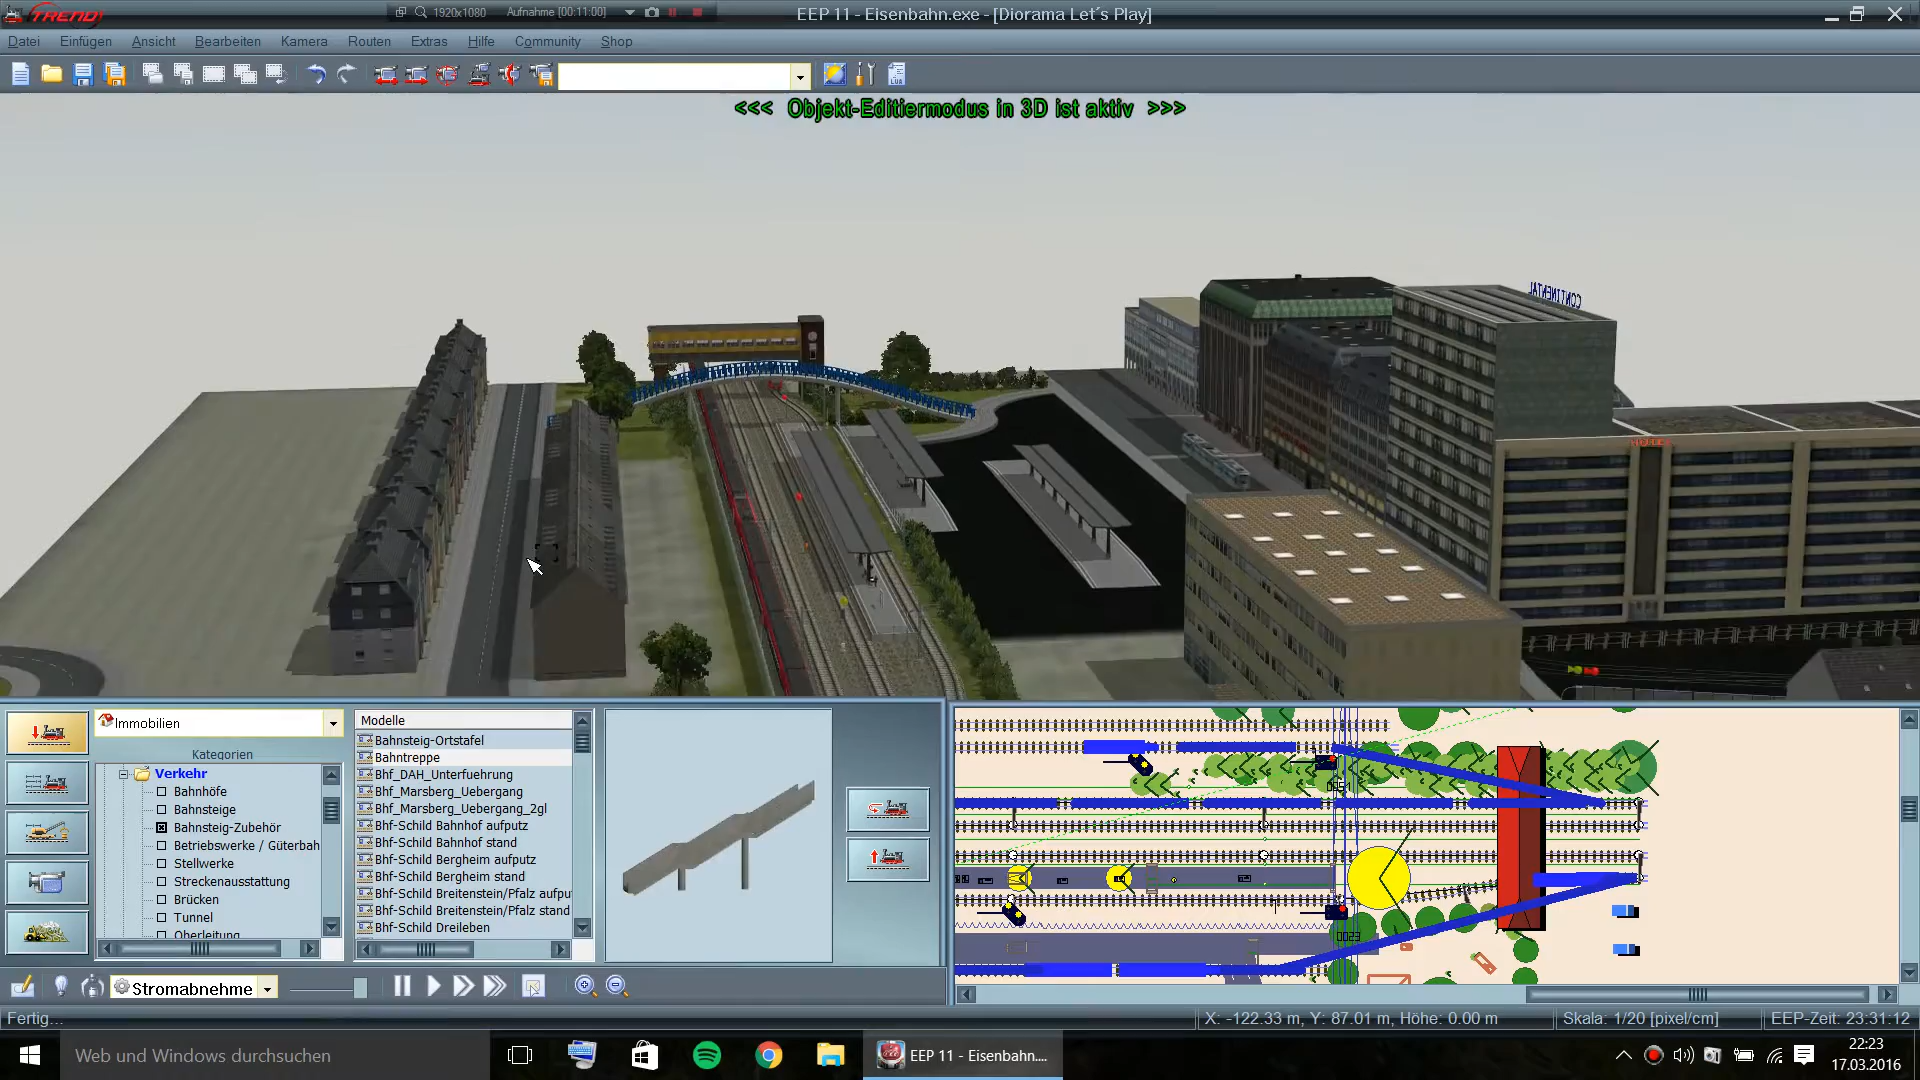 TREND
1920x1080
Aufnahme [00:11:00]
EEP 11 - Eisenbahn.exe - [Diorama Let´s Play]
Datei Einfügen Ansicht Bearbeiten Kamera Routen Extras Hilfe Community Shop
<<< Objekt-Editiermodus in 3D ist aktiv >>>
CONTINENTAL
Immobilien
Kategorien
Verkehr
Bahnhöfe
Bahnsteige
Bahnsteig-Zubehör
Betriebswerke / Güterbah
Stellwerke
Streckenausstattung
Brücken
Tunnel
Oberleitung
Modelle
Bahnsteig-Ortstafel
Bahntreppe
Bhf_DAH_Unterfuehrung
Bhf_Marsberg_Uebergang
Bhf_Marsberg_Uebergang_2gl
Bhf-Schild Bahnhof aufputz
Bhf-Schild Bahnhof stand
Bhf-Schild Bergheim aufputz
Bhf-Schild Bergheim stand
Bhf-Schild Breitenstein/Pfalz aufpu
Bhf-Schild Breitenstein/Pfalz stand
Bhf-Schild Dreileben
0023
Stromabnehme
Fertig...
X: -122.33 m, Y: 87.01 m, Höhe: 0.00 m
Skala: 1/20 [pixel/cm]
EEP-Zeit: 23:31:12
Web und Windows durchsuchen
EEP 11 - Eisenbahn....
22:23
17.03.2016